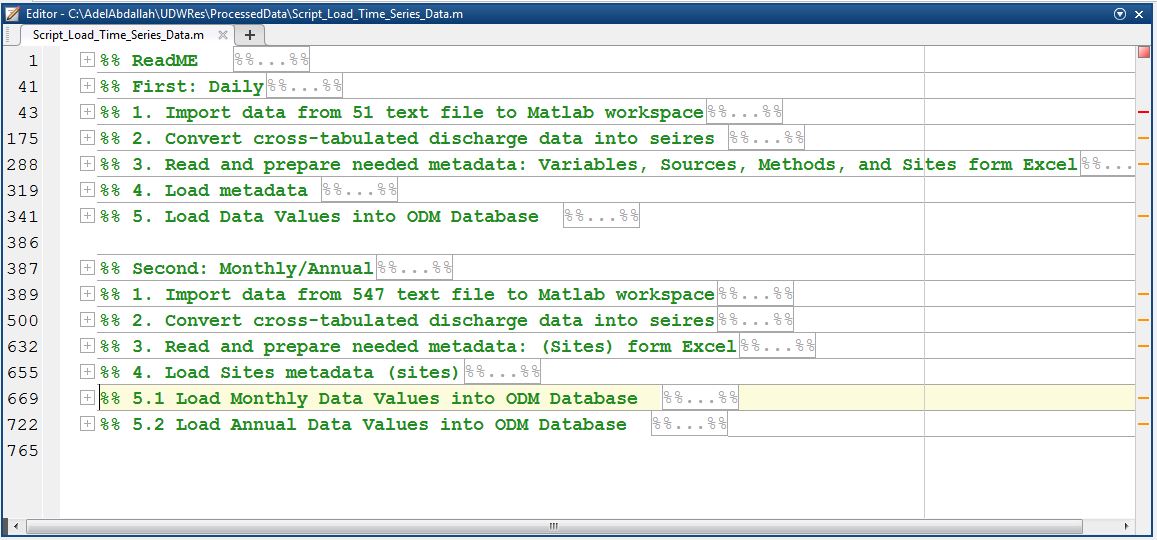 Editor - C:\AdelAbdallah\UDWRes\ProcessedData\Script_Load_Time_Series_Data.m
Script_Load_Time_Series_Data.m
1 %% ReadME %%...%%
41 %% First: Daily%%...%%
43 %% 1. Import data from 51 text file to Matlab workspace%%...%%
175 %% 2. Convert cross-tabulated discharge data into seires %%...%%
288 %% 3. Read and prepare needed metadata: Variables, Sources, Methods, and Sites form Excel%%...
319 %% 4. Load metadata %%...%%
341 %% 5. Load Data Values into ODM Database %%...%%
386
387 %% Second: Monthly/Annual%%...%%
389 %% 1. Import data from 547 text file to Matlab workspace%%...%%
500 %% 2. Convert cross-tabulated discharge data into seires%%...%%
632 %% 3. Read and prepare needed metadata: (Sites) form Excel%%...%%
655 %% 4. Load Sites metadata (sites)%%...%%
669 %% 5.1 Load Monthly Data Values into ODM Database %%...%%
722 %% 5.2 Load Annual Data Values into ODM Database %%...%%
765